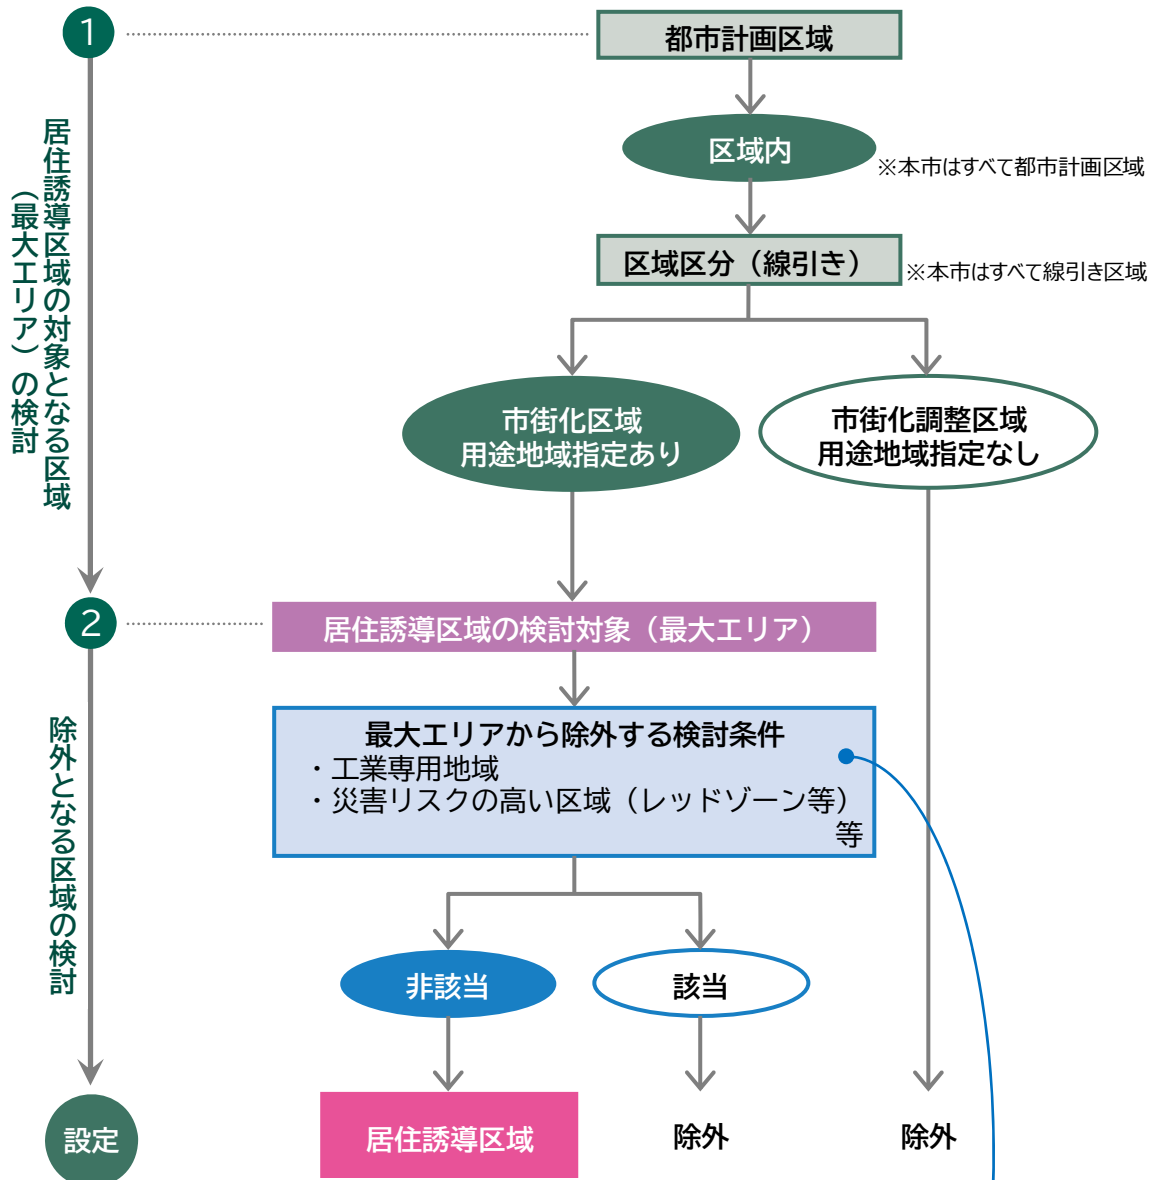 1
都市計画区域
区域内
※本市はすべて都市計画区域
区域区分（線引き）
※本市はすべて線引き区域
居住誘導区域の対象となる区域
（最大エリア）の検討
市街化区域
用途地域指定あり
市街化調整区域
用途地域指定なし
2
居住誘導区域の検討対象（最大エリア）
最大エリアから除外する検討条件
・工業専用地域
・災害リスクの高い区域（レッドゾーン等）
等
除外となる区域の検討
非該当
該当
設定
居住誘導区域
除外
除外